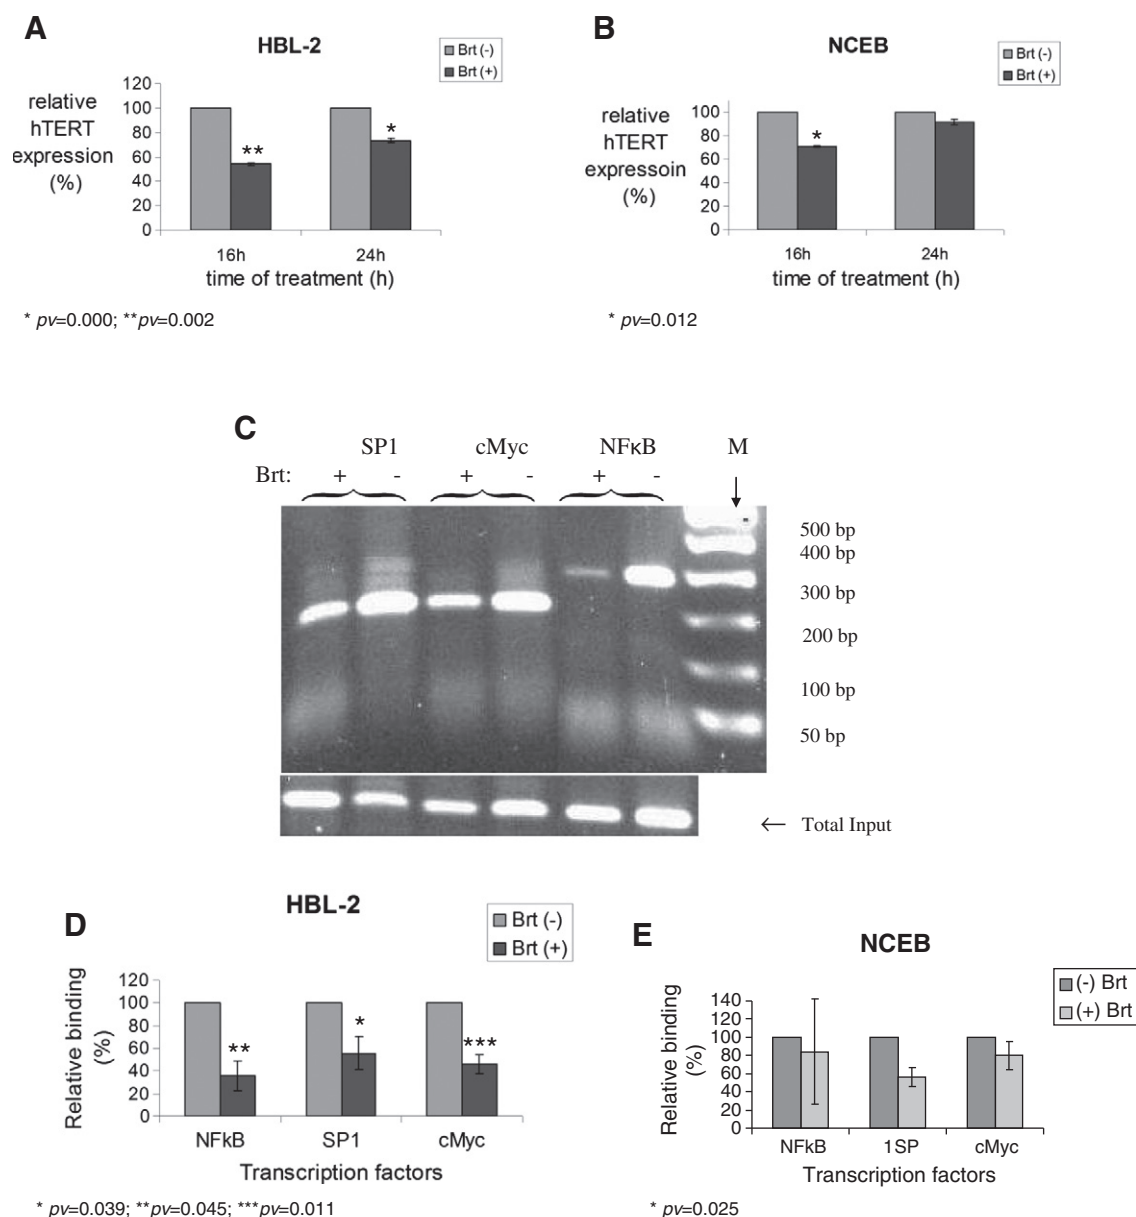 A
HBL-2
Brt (-)
Brt (+)
relative
hTERT
expression
(%)
120
100
80
60
40
20
0
**
*
16h
24h
time of treatment (h)
* pv=0.000; **pv=0.002
B
NCEB
Brt (-)
Brt (+)
relative
hTERT
expressoin
(%)
100
80
60
40
20
0
*
16h
24h
time of treatment (h)
* pv=0.012
C
SP1 cMyc NFκB M
Brt: + - + - + -
500 bp
400 bp
300 bp
200 bp
100 bp
50 bp
← Total Input
D
HBL-2
Brt (-)
Brt (+)
Relative binding
(%)
120
100
80
60
40
20
0
**
*
***
NFkB SP1 cMyc
Transcription factors
* pv=0.039; **pv=0.045; ***pv=0.011
E
NCEB
(-) Brt
(+) Brt
Relative binding
(%)
140
120
100
80
60
40
20
0
NFkB 1SP cMyc
Transcription factors
* pv=0.025